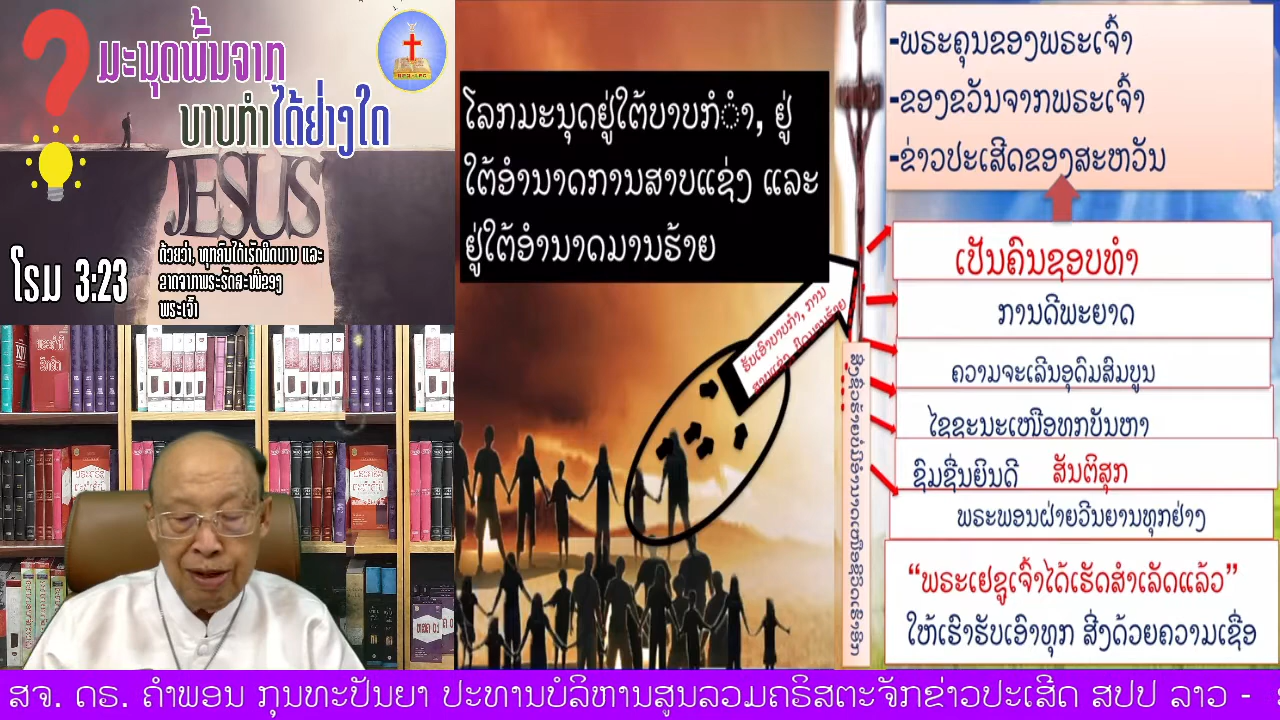 ມະນຸດພົ້ນຈາກ
ບາບກຳໄດ້ຢ່າງໃດ
JESUS
ໂຣມ 3:23
ດ້ວຍວ່າ, ທຸກຄົນໄດ້ເຮັດຜິດບາບ ແລະ
ຂາດຈາກພຣະຣັດສະໝີຂອງ
ພຣະເຈົ້າ
ໂລກມະນຸດຢູ່ໃຕ້ບາບກໍຳ, ຢູ່
ໃຕ້ອຳນາດການສາບແຊ່ງ ແລະ
ຢູ່ໃຕ້ອຳນາດມານຮ້າຍ
ຮັບເອົາບາບກຳ, ການ
-ພຣະຄຸນຂອງພຣະເຈົ້າ
-ຂອງຂວັນຈາກພຣະເຈົ້າ
-ຂ່າວປະເສີດຂອງສະຫວັນ
ເປັນຄົນຊອບທຳ
ການດີພະຍາດ
ຄວາມຈະເລີນອຸດົມສົມບູນ
ໄຊຊະນະເໜືອທຸກບັນຫາ
ຊົມຊື່ນຍິນດີ ສັນຕິສຸກ
ພຣະພອນຝ່າຍວິນຍານທຸກຢ່າງ
“ພຣະເຢຊູເຈົ້າໄດ້ເຮັດສຳເລັດແລ້ວ”
ໃຫ້ເຮົາຮັບເອົາທຸກ ສິ່ງດ້ວຍຄວາມເຊື່ອ
ສຈ. ດຣ. ຄຳພອນ ກຸນທະປັນຍາ ປະທານບໍລິຫານສູນລວມຄຣິສຕະຈັກຂ່າວປະເສີດ ສປປ ລາວ -